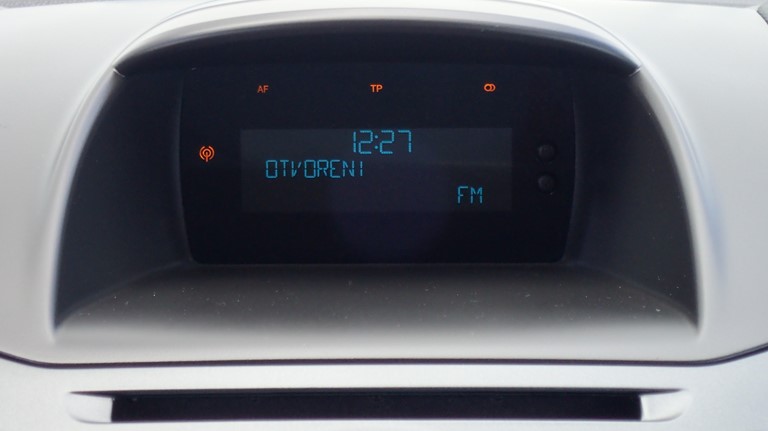 AF TP
12:27
OTVORENI
FM